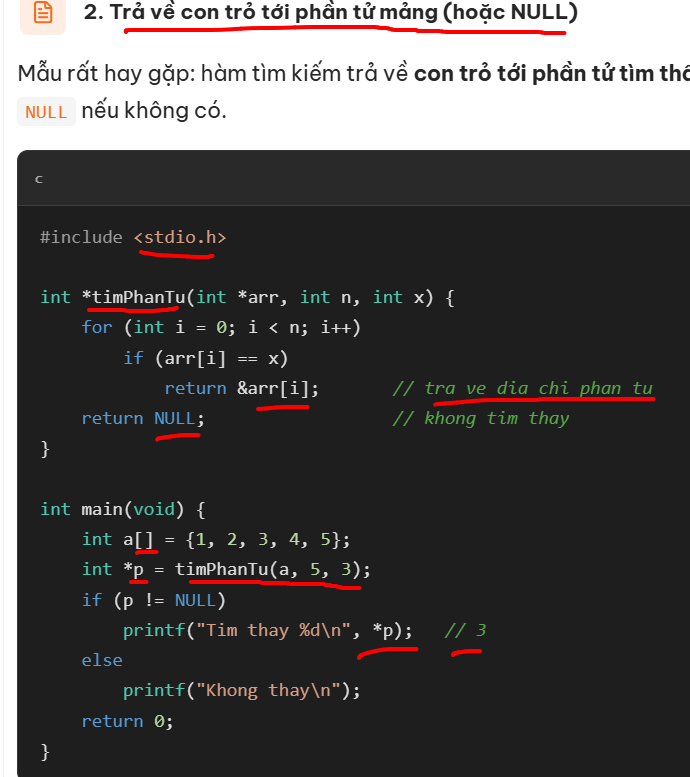 2. Trả về con trỏ tới phần tử mảng (hoặc NULL)
Mẫu rất hay gặp: hàm tìm kiếm trả về con trỏ tới phần tử tìm
NULL nếu không có.
c
#include <stdio.h>
int *timPhanTu(int *arr, int n, int x) {
    for (int i = 0; i < n; i++)
        if (arr[i] == x)
            return &arr[i];       // tra ve dia chi phan tu
    return NULL;                  // khong tim thay
}
int main(void) {
    int a[] = {1, 2, 3, 4, 5};
    int *p = timPhanTu(a, 5, 3);
    if (p != NULL)
        printf("Tim thay %d\n", *p);   // 3
    else
        printf("Khong thay\n");
    return 0;
}